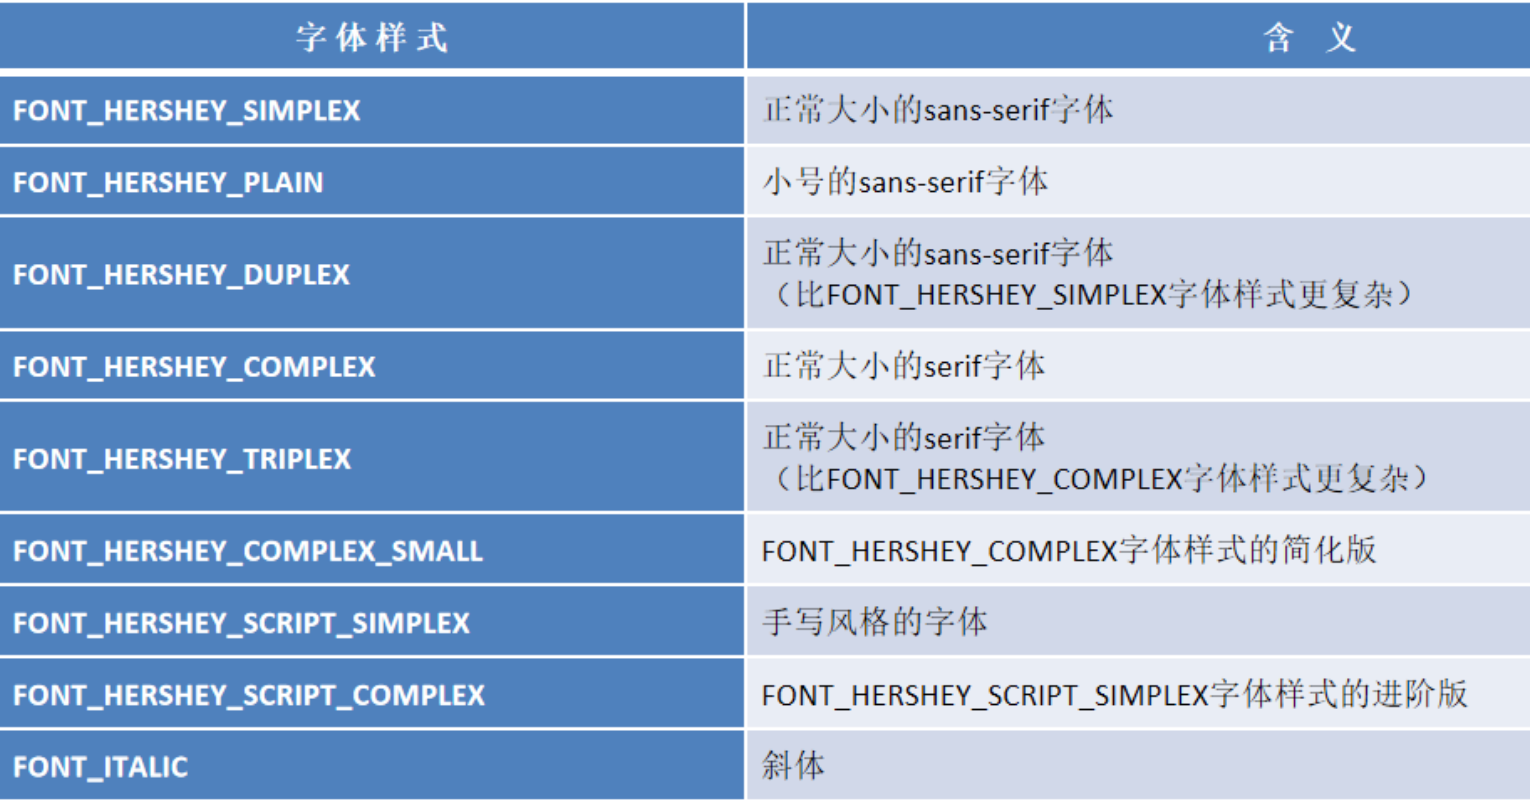 字体样式 含 义
FONT_HERSHEY_SIMPLEX 正常大小的sans-serif字体
FONT_HERSHEY_PLAIN 小号的sans-serif字体
FONT_HERSHEY_DUPLEX 正常大小的sans-serif字体
（比FONT_HERSHEY_SIMPLEX字体样式更复杂）
FONT_HERSHEY_COMPLEX 正常大小的serif字体
FONT_HERSHEY_TRIPLEX 正常大小的serif字体
（比FONT_HERSHEY_COMPLEX字体样式更复杂）
FONT_HERSHEY_COMPLEX_SMALL FONT_HERSHEY_COMPLEX字体样式的简化版
FONT_HERSHEY_SCRIPT_SIMPLEX 手写风格的字体
FONT_HERSHEY_SCRIPT_COMPLEX FONT_HERSHEY_SCRIPT_SIMPLEX字体样式的进阶版
FONT_ITALIC 斜体